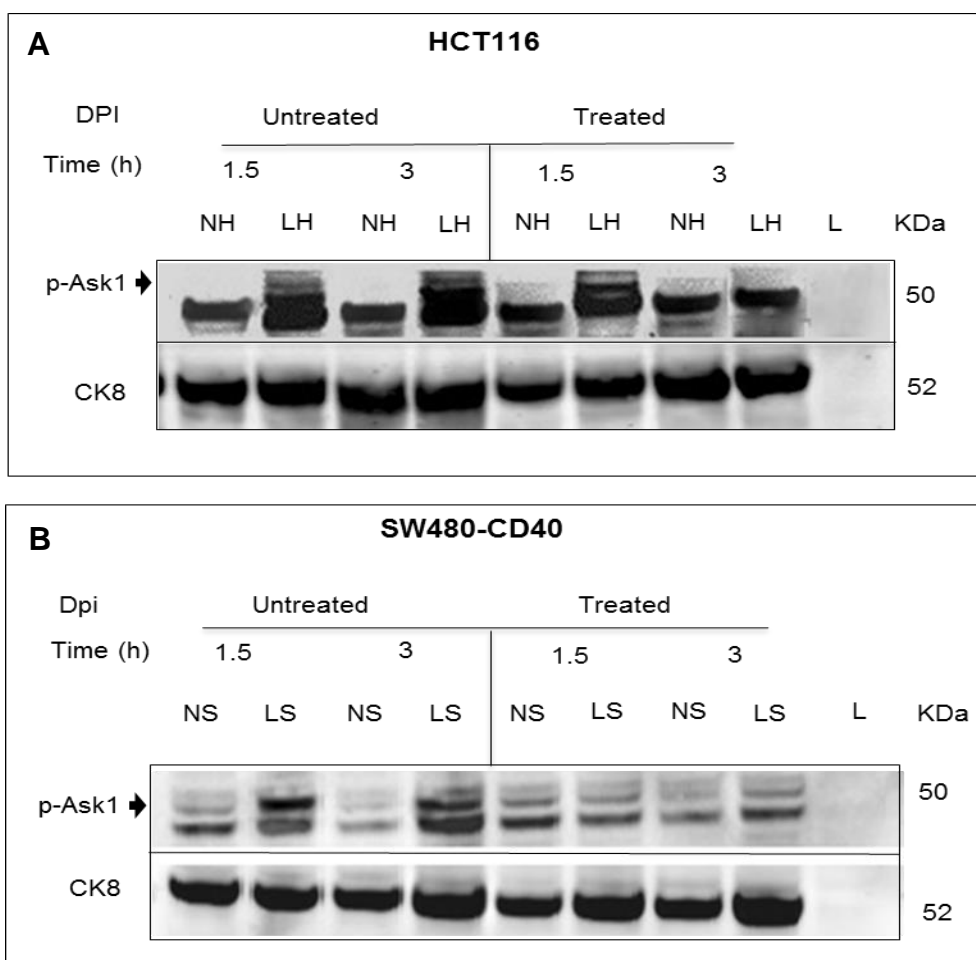 A
HCT116
DPI Untreated Treated
Time (h) 1.5 3 1.5 3
NH LH NH LH NH LH NH LH L KDa
p-Ask1 50
CK8 52
B
SW480-CD40
Dpi Untreated Treated
Time (h) 1.5 3 1.5 3
NS LS NS LS NS LS NS LS L KDa
p-Ask1 50
CK8 52